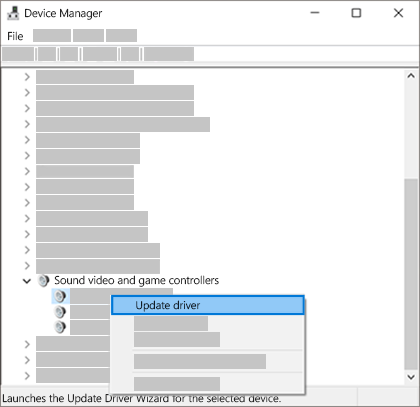 Device Manager
File
Sound video and game controllers
Update driver
Launches the Update Driver Wizard for the selected device.